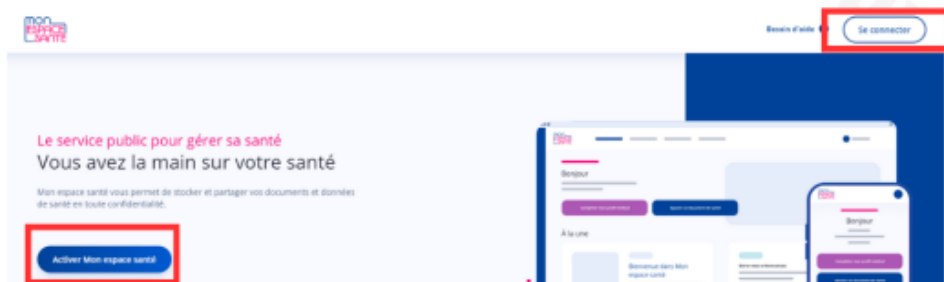 mon
ESPACE
SANTÉ
Besoin d'aide
Se connecter
Le service public pour gérer sa santé
Vous avez la main sur votre santé
Mon espace santé vous permet de stocker et partager vos documents et données
de santé en toute confidentialité.
Activer Mon espace santé
Bonjour
À la une
Bienvenue dans Mon
espace santé
Bonjour